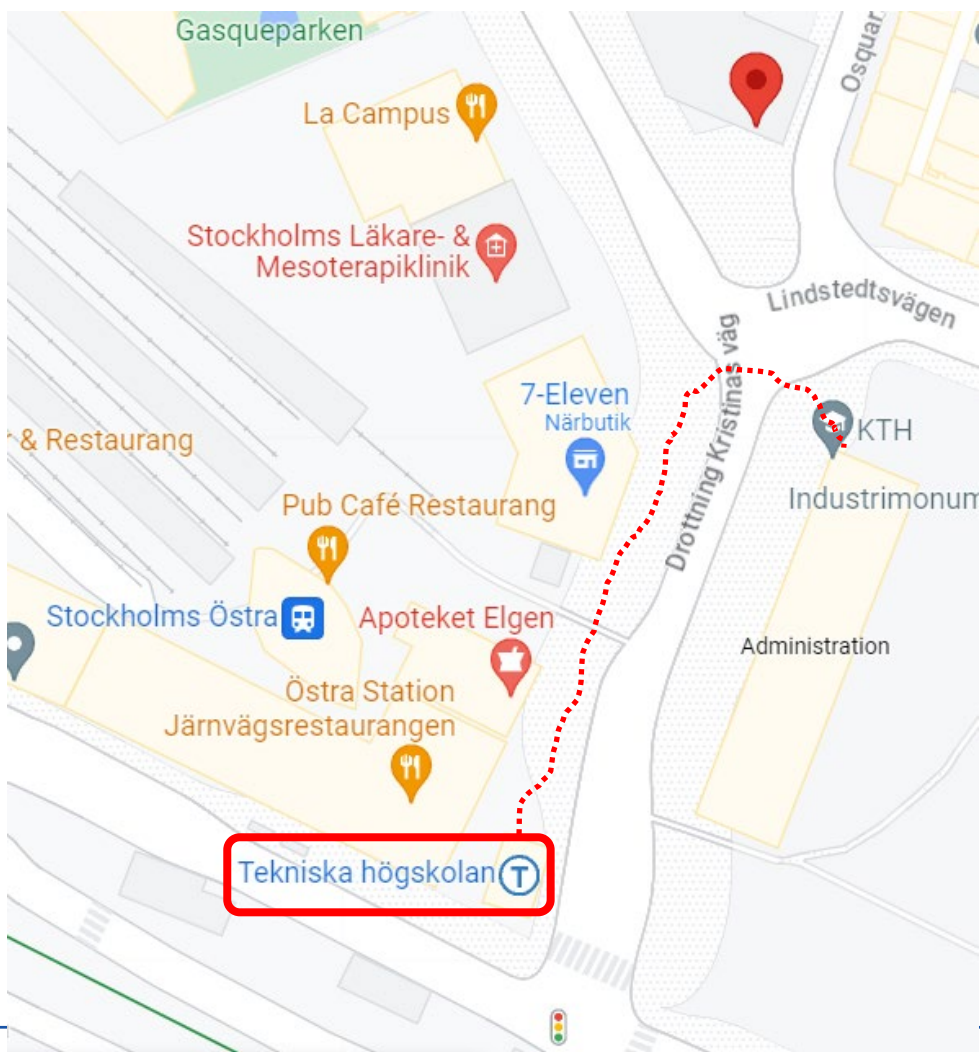 Gasqueparken
Osquar
La Campus
Stockholms Läkare- &
Mesoterapiklinik
Lindstedtsvägen
Drottning Kristinas väg
7-Eleven
Närbutik
KTH
& Restaurang
Industrimonum
Pub Café Restaurang
Stockholms Östra
Apoteket Elgen
Administration
Östra Station
Järnvägsrestaurangen
Tekniska högskolan T